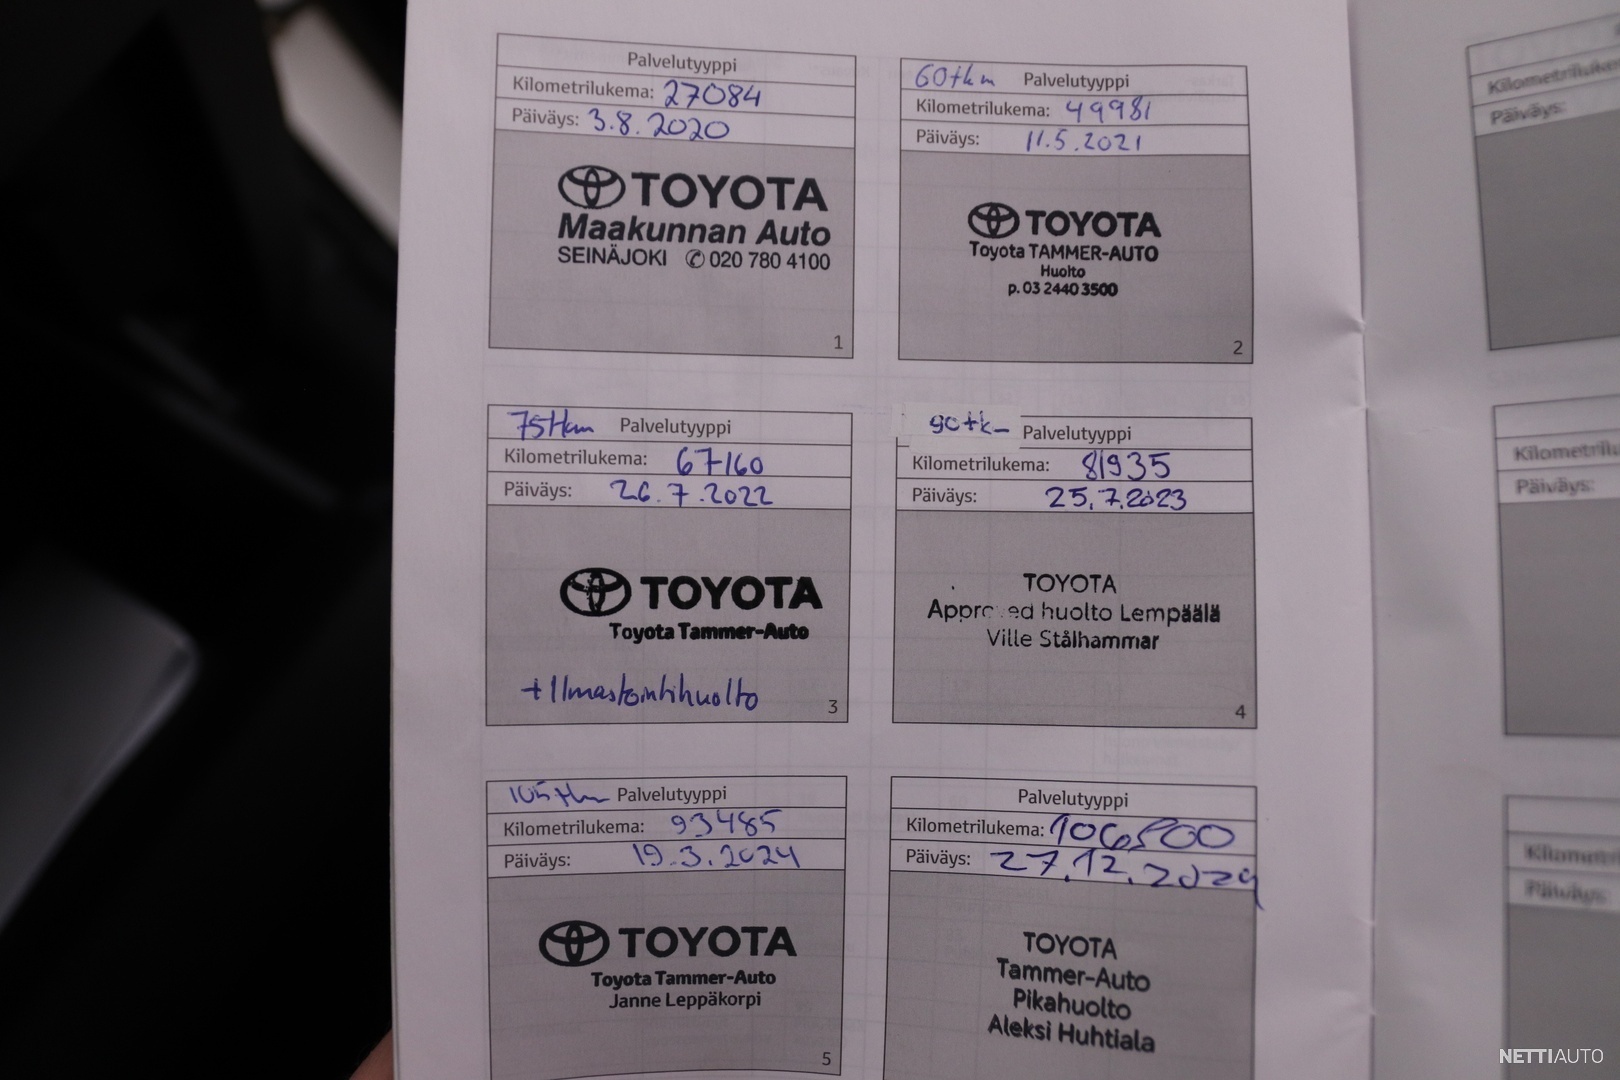 Palvelutyyppi
Kilometrilukema: 27084
Päiväys: 3.8.2020
TOYOTA
Maakunnan Auto
SEINÄJOKI ✆ 020 780 4100
1
60tkm Palvelutyyppi
Kilometrilukema: 49981
Päiväys: 11.5.2021
TOYOTA
Toyota TAMMER-AUTO
Huolto
p. 03 2440 3500
2
75tkm Palvelutyyppi
Kilometrilukema: 67160
Päiväys: 26.7.2022
TOYOTA
Toyota Tammer-Auto
+ Ilmastointihuolto
3
90tk Palvelutyyppi
Kilometrilukema: 81935
Päiväys: 25.7.2023
TOYOTA
Approved huolto Lempäälä
Ville Stålhammar
4
105tkm Palvelutyyppi
Kilometrilukema: 93485
Päiväys: 19.3.2024
TOYOTA
Toyota Tammer-Auto
Janne Leppäkorpi
5
Palvelutyyppi
Kilometrilukema: 106500
Päiväys: 27.12.2024
TOYOTA
Tammer-Auto
Pikahuolto
Aleksi Huhtiala
Päiväys:
Päiväys:
Päiväys:
NETTIAUTO